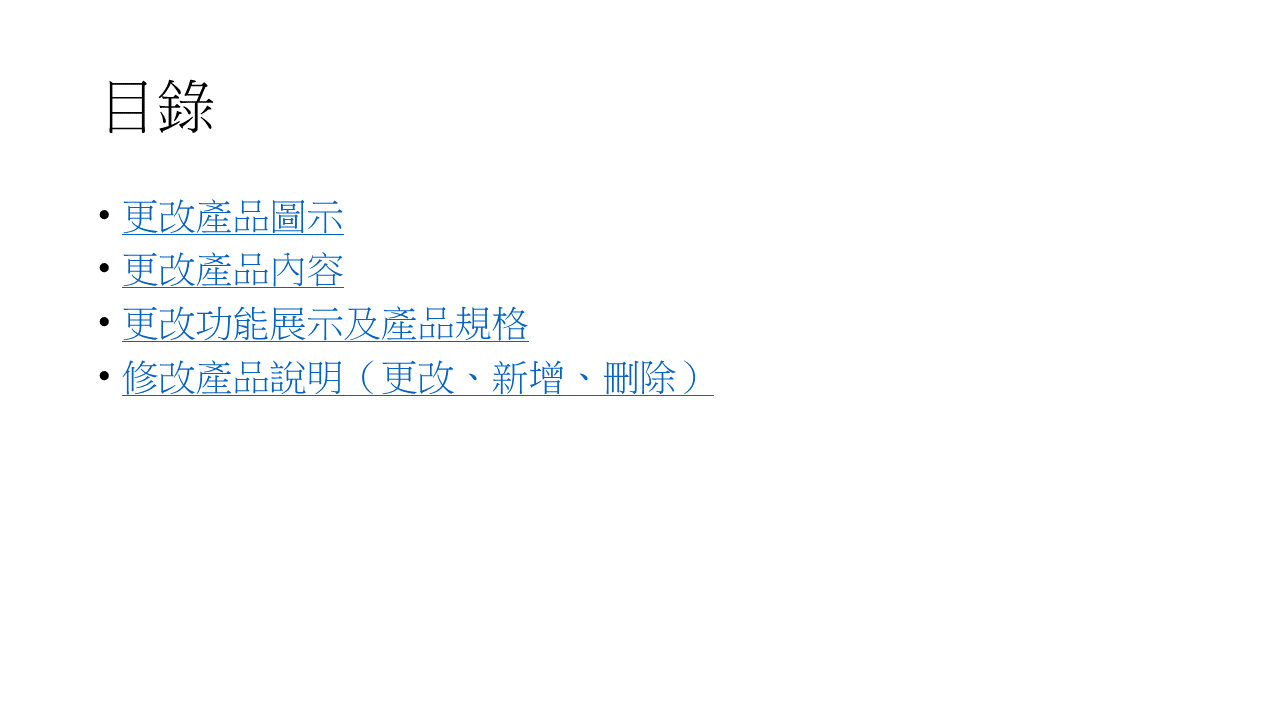 目錄
• 更改產品圖示
• 更改產品內容
• 更改功能展示及產品規格
• 修改產品說明（更改、新增、刪除）